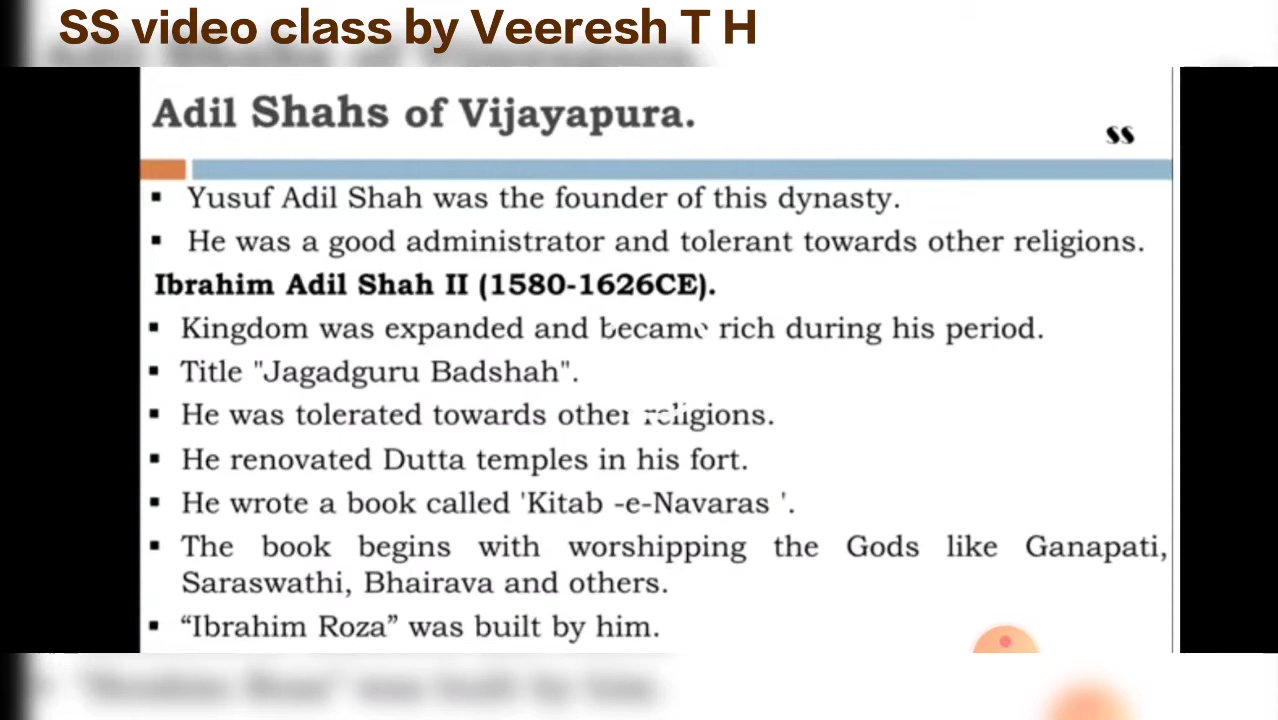 SS video class by Veeresh T H
Adil Shahs of Vijayapura.
SS
▪ Yusuf Adil Shah was the founder of this dynasty.
▪ He was a good administrator and tolerant towards other religions.
Ibrahim Adil Shah II (1580-1626CE).
▪ Kingdom was expanded and became rich during his period.
▪ Title "Jagadguru Badshah".
▪ He was tolerated towards other religions.
▪ He renovated Dutta temples in his fort.
▪ He wrote a book called 'Kitab -e-Navaras '.
▪ The book begins with worshipping the Gods like Ganapati,
Saraswathi, Bhairava and others.
▪ “Ibrahim Roza” was built by him.